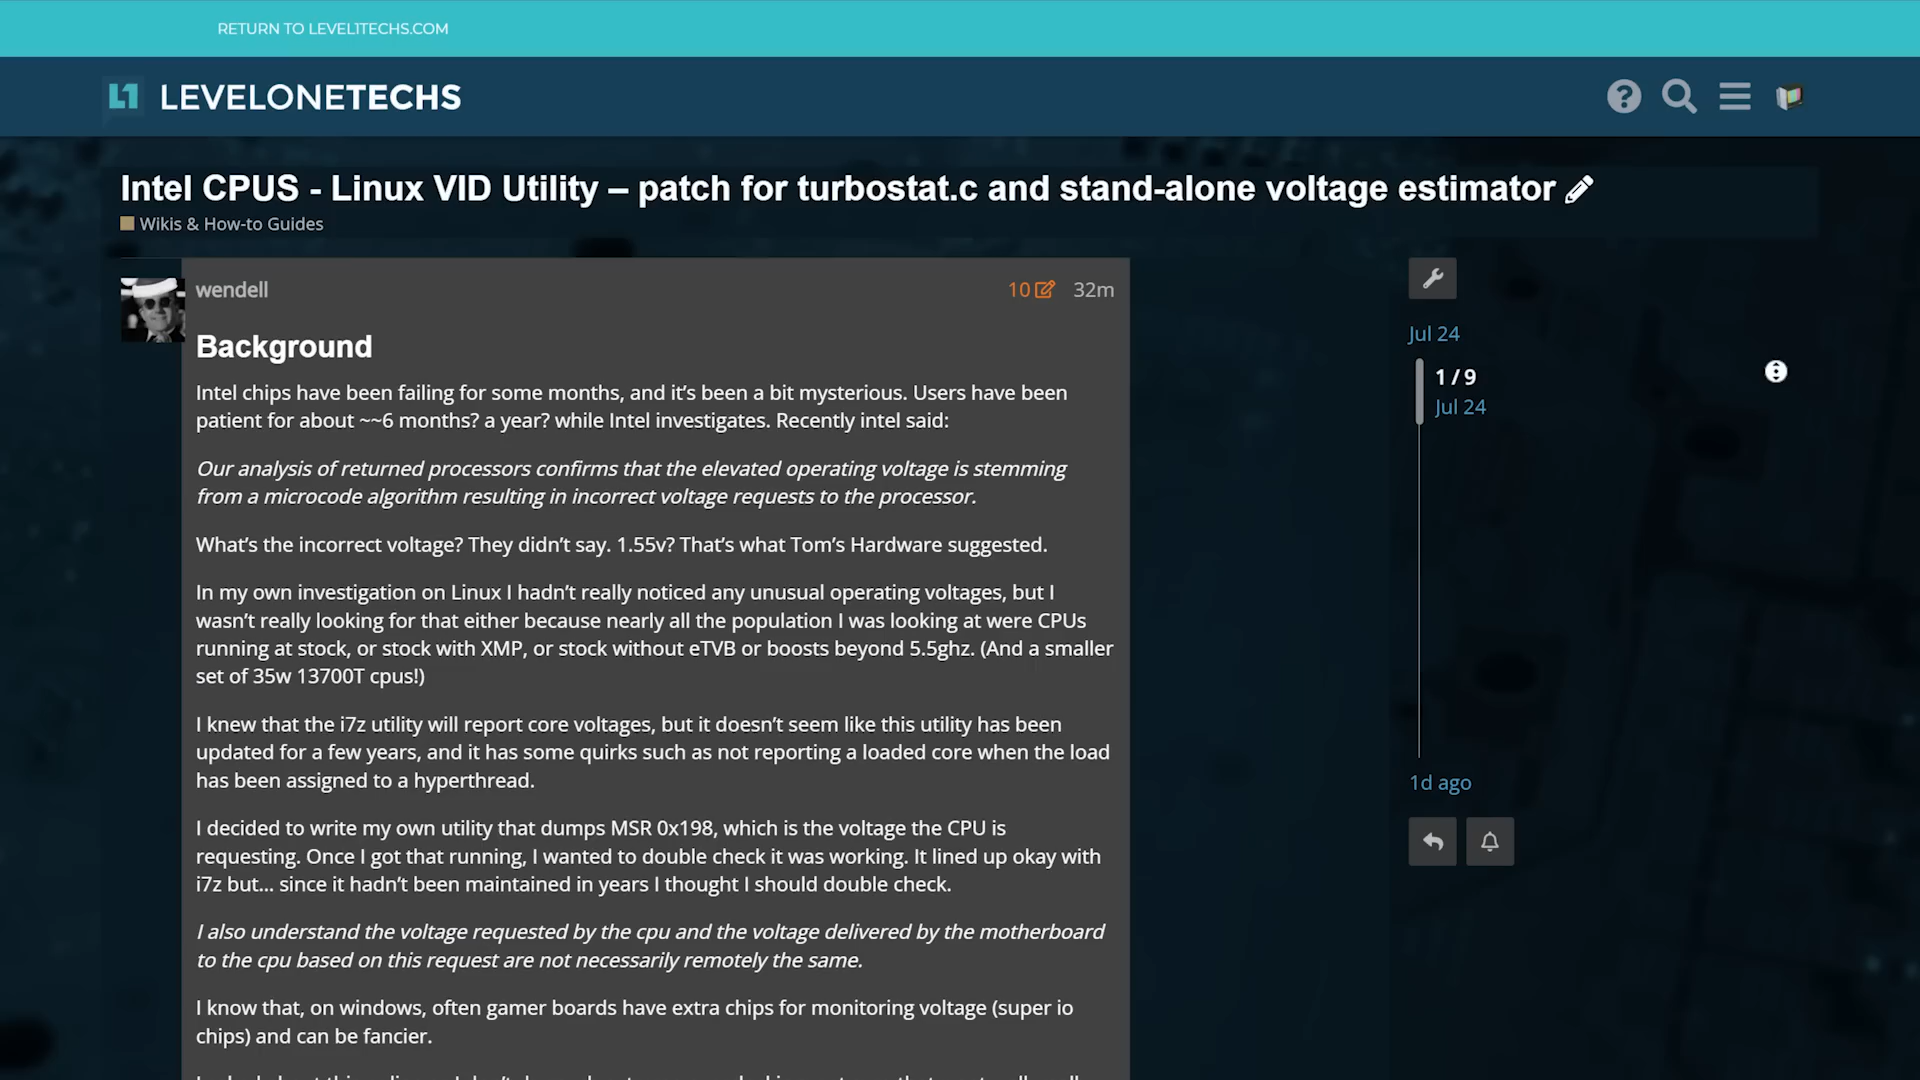 RETURN TO LEVEL1TECHS.COM
LEVELONETECHS
Intel CPUS - Linux VID Utility – patch for turbostat.c and stand-alone voltage estimator
Wikis & How-to Guides
wendell
10
32m
Background
Intel chips have been failing for some months, and it's been a bit mysterious. Users have been
patient for about ~~6 months? a year? while Intel investigates. Recently intel said:
Our analysis of returned processors confirms that the elevated operating voltage is stemming
from a microcode algorithm resulting in incorrect voltage requests to the processor.
What's the incorrect voltage? They didn't say. 1.55v? That's what Tom's Hardware suggested.
In my own investigation on Linux I hadn't really noticed any unusual operating voltages, but I
wasn't really looking for that either because nearly all the population I was looking at were CPUs
running at stock, or stock with XMP, or stock without eTVB or boosts beyond 5.5ghz. (And a smaller
set of 35w 13700T cpus!)
I knew that the i7z utility will report core voltages, but it doesn't seem like this utility has been
updated for a few years, and it has some quirks such as not reporting a loaded core when the load
has been assigned to a hyperthread.
I decided to write my own utility that dumps MSR 0x198, which is the voltage the CPU is
requesting. Once I got that running, I wanted to double check it was working. It lined up okay with
i7z but... since it hadn't been maintained in years I thought I should double check.
I also understand the voltage requested by the cpu and the voltage delivered by the motherboard
to the cpu based on this request are not necessarily remotely the same.
I know that, on windows, often gamer boards have extra chips for monitoring voltage (super io
chips) and can be fancier.
Jul 24
1 / 9
Jul 24
1d ago